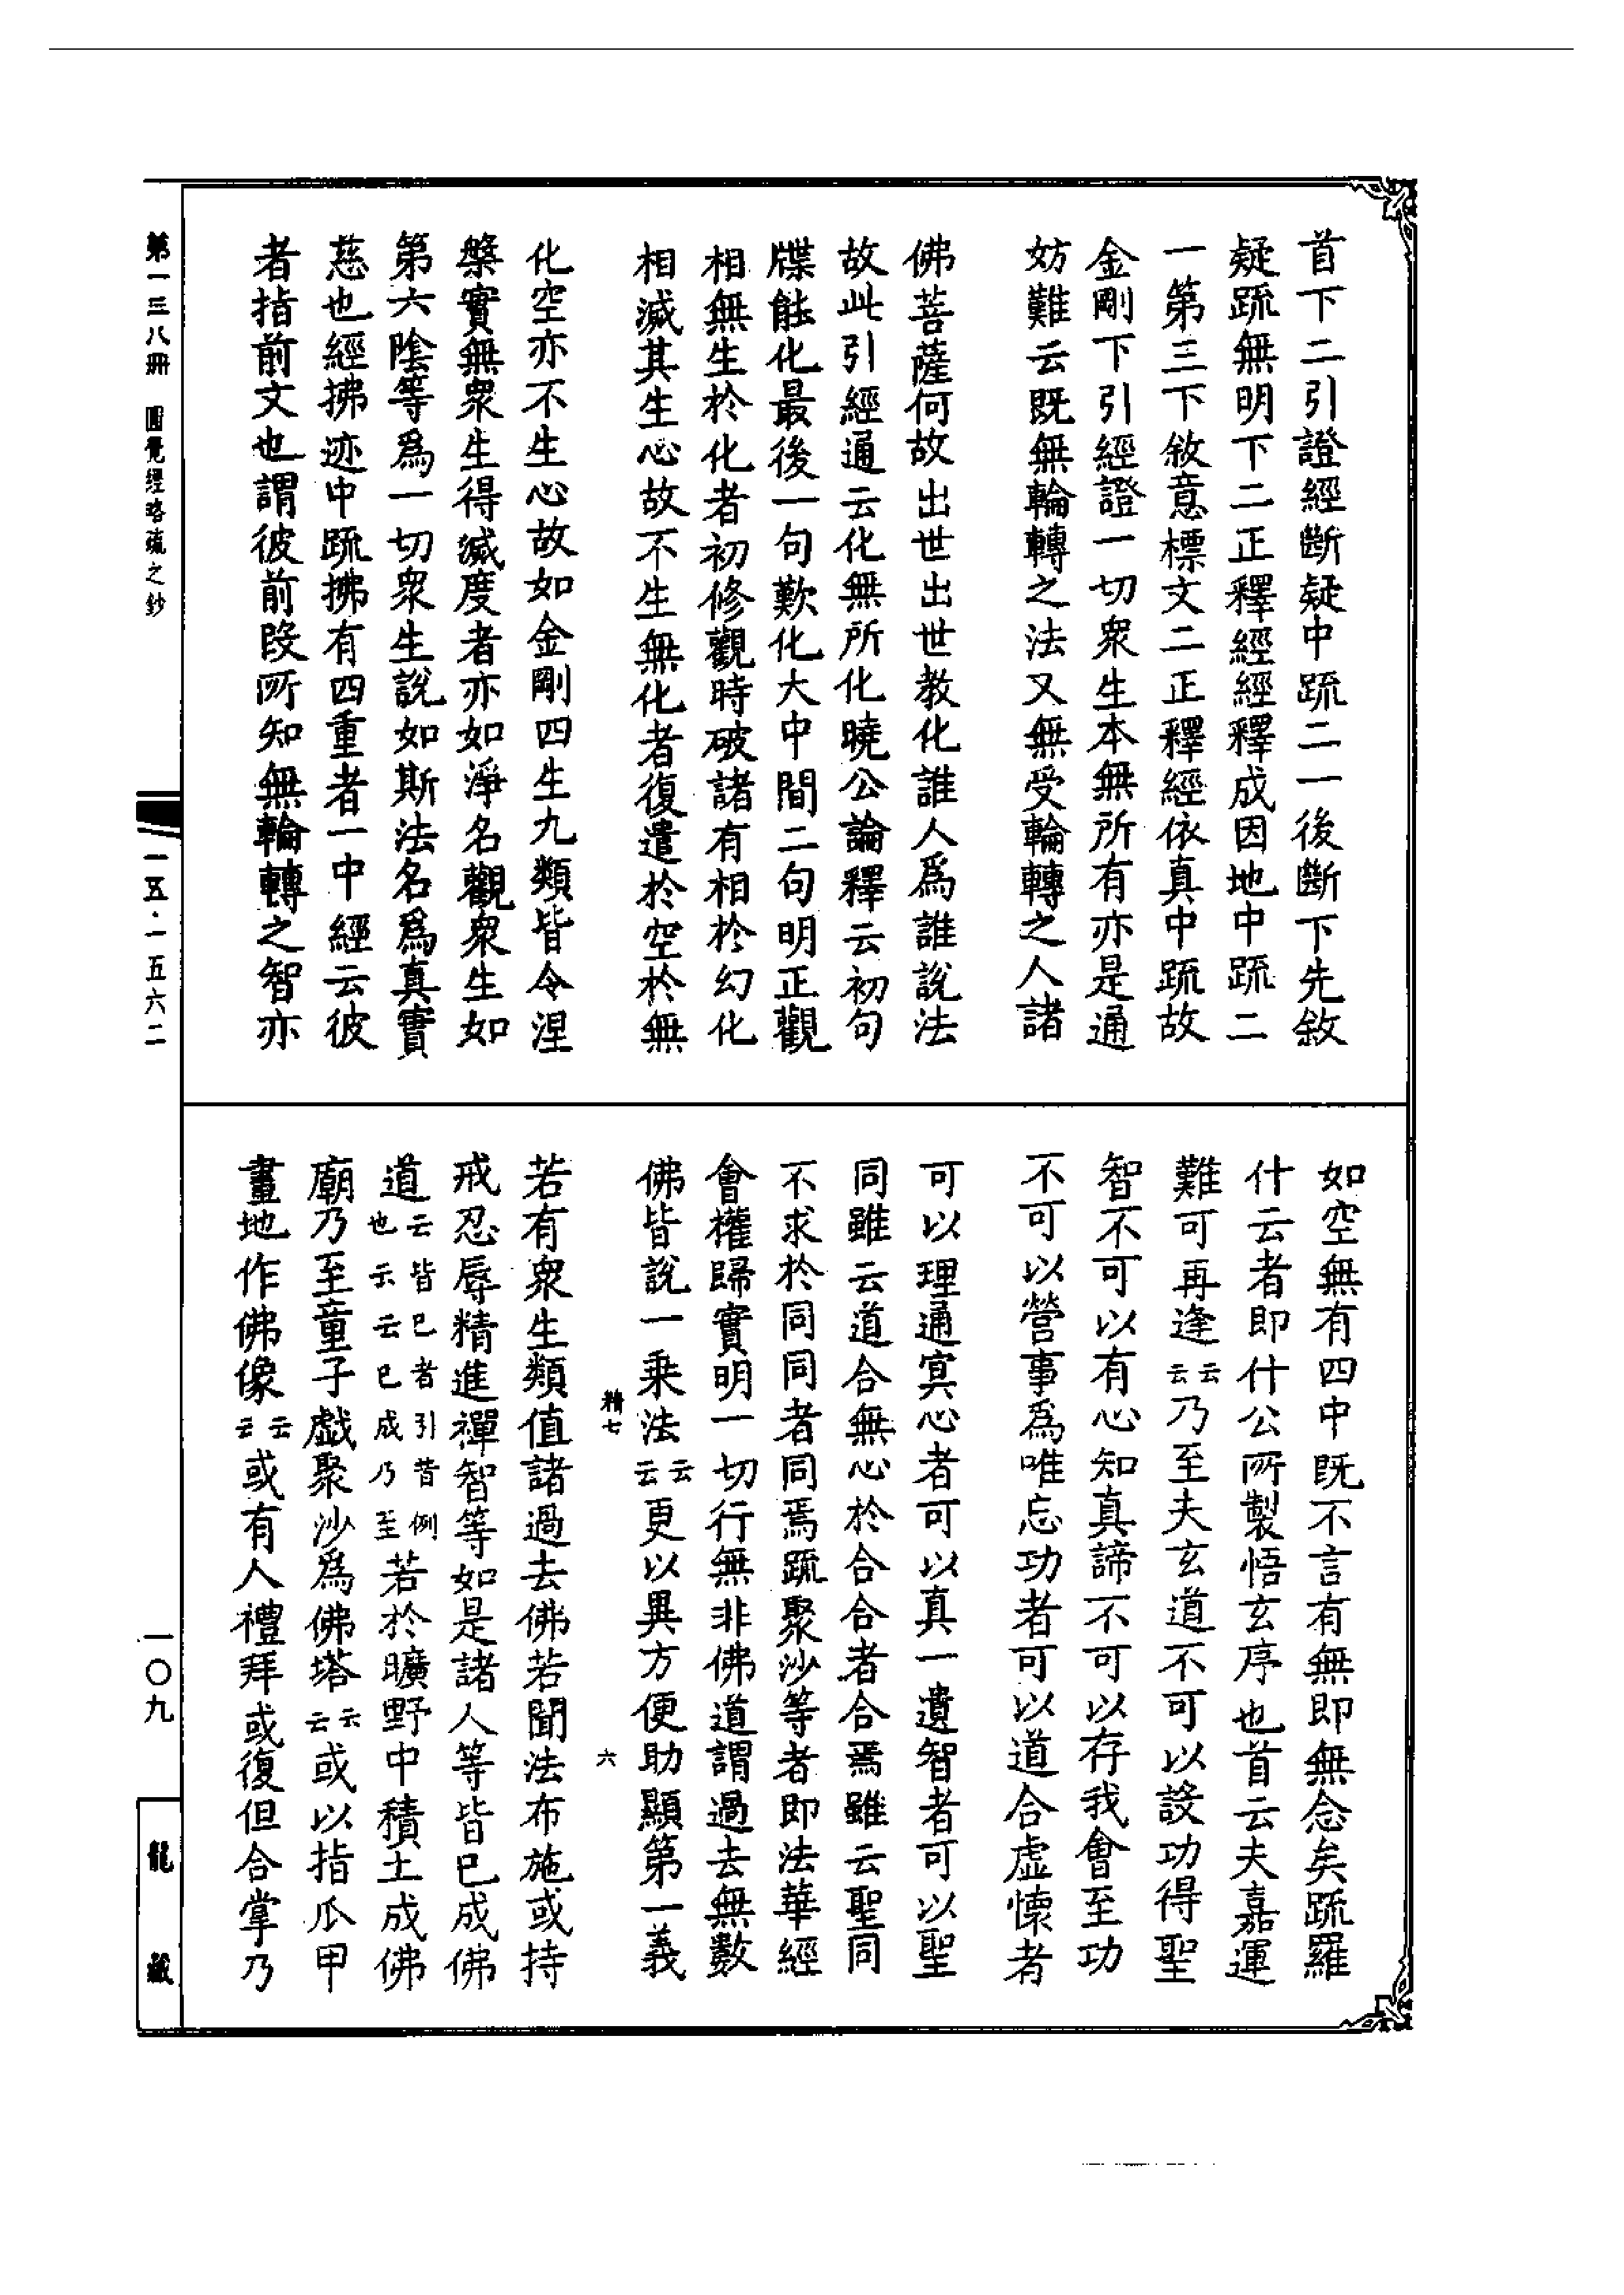 首下二引證經斷疑中䟽二一後斷下先敘
疑䟽無明下二正釋經經釋成因地中䟽二
一第三下敘意標文二正釋經依真中䟽故
金剛下引經證一切衆生本無所有亦是通
妨難云既無輪轉之法又無受輪轉之人諸
佛菩薩何故出世出世教化誰人爲誰說法
故此引經通云化無所化曉公論釋云初句
牒能化最後一句歎化大中間二句明正觀
相無生於化者初修觀時破諸有相於幻化
相滅其生心故不生無化者復遣於空於無
化空亦不生心故如金剛四生九類皆令涅
槃實無衆生得滅度者亦如淨名觀衆生如
第六陰等爲一切衆生說如斯法名爲真實
慈也經拂迹中䟽拂有四重者一中經云彼
者指前文也謂彼前段所知無輪轉之智亦
如空無有四中既不言有無即無念矣䟽羅
什云者即什公所製悟玄序也首云夫嘉運
難可再逢云云乃至夫玄道不可以設功得聖
智不可以有心知真諦不可以存我會至功
不可以營事爲唯忘功者可以道合虛懷者
可以理通冥心者可以真一遺智者可以聖
同雖云道合無心於合合者合焉雖云聖同
不求於同同者同焉䟽聚沙等者即法華經
會權歸實明一切行無非佛道謂過去無數
佛皆說一乘法云云更以異方便助顯第一義
精七
六
若有衆生類值諸過去佛若聞法布施或持
戒忍辱精進禪智等如是諸人等皆已成佛
道云皆已者引昔例也云云已成乃至若於曠野中積土成佛
廟乃至童子戲聚沙爲佛塔云云或以指爪甲
畫地作佛像云云或有人禮拜或復但合掌乃
第一三八冊　圓覺經略疏之鈔
一五·一五六二
一〇九
龍藏